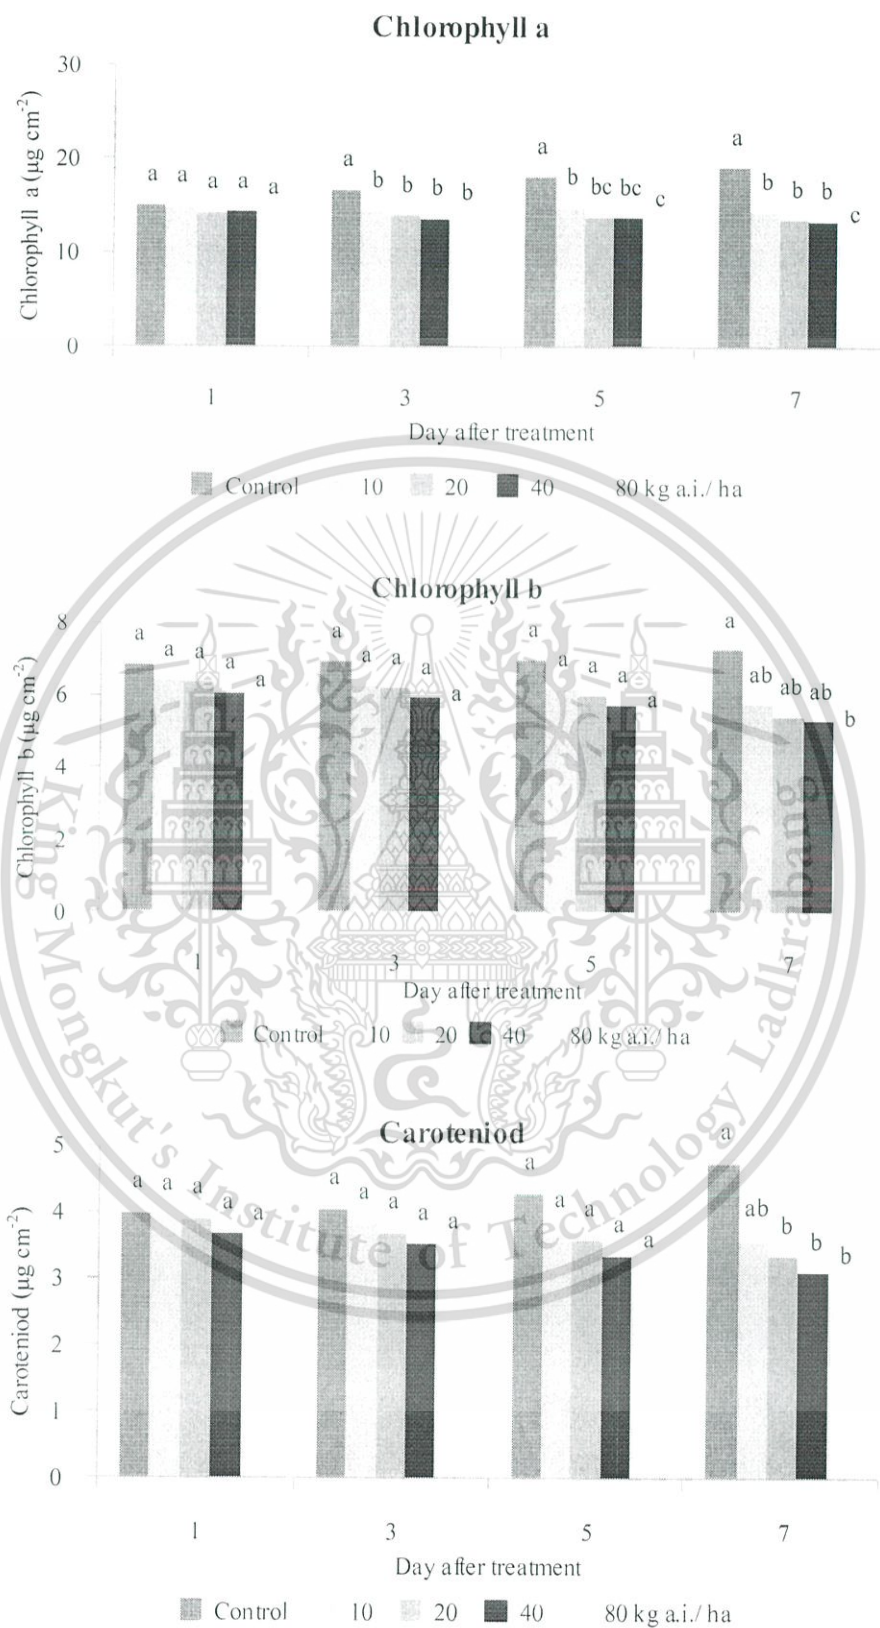 Chlorophyll a
Chlorophyll a (µg cm-2)
30
20
10
0
a a a a a
a b b b b
a b bc bc c
a b b b c
1 3 5 7
Day after treatment
Control 10 20 40 80 kg a.i./ ha
Chlorophyll b
Chlorophyll b (µg cm-2)
8
6
4
2
0
a a a a a
a a a a a
a a a a a
a ab ab ab b
1 3 5 7
Day after treatment
Control 10 20 40 80 kg a.i./ ha
Caroteniod
Caroteniod (µg cm-2)
5
4
3
2
1
0
a a a a a
a a a a a
a a a a a
a ab b b b
1 3 5 7
Day after treatment
Control 10 20 40 80 kg a.i./ ha
King Mongkut's Institute of Technology Ladkrabang